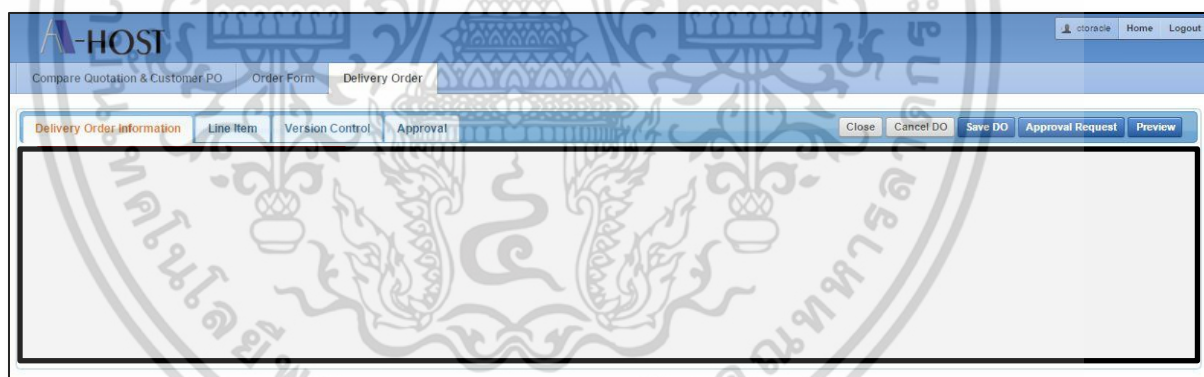 A-HOST
ctoracle Home Logout
Compare Quotation & Customer PO Order Form Delivery Order
Delivery Order Information Line Item Version Control Approval Close Cancel DO Save DO Approval Request Preview